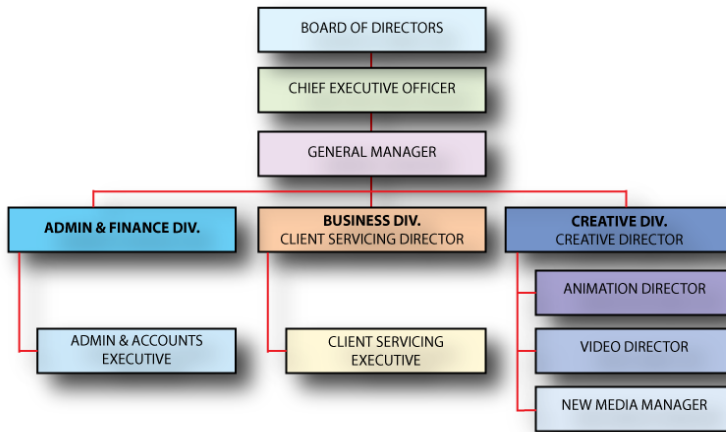 BOARD OF DIRECTORS
CHIEF EXECUTIVE OFFICER
GENERAL MANAGER
ADMIN & FINANCE DIV.
BUSINESS DIV.
CLIENT SERVICING DIRECTOR
CREATIVE DIV.
CREATIVE DIRECTOR
ANIMATION DIRECTOR
ADMIN & ACCOUNTS
EXECUTIVE
CLIENT SERVICING
EXECUTIVE
VIDEO DIRECTOR
NEW MEDIA MANAGER